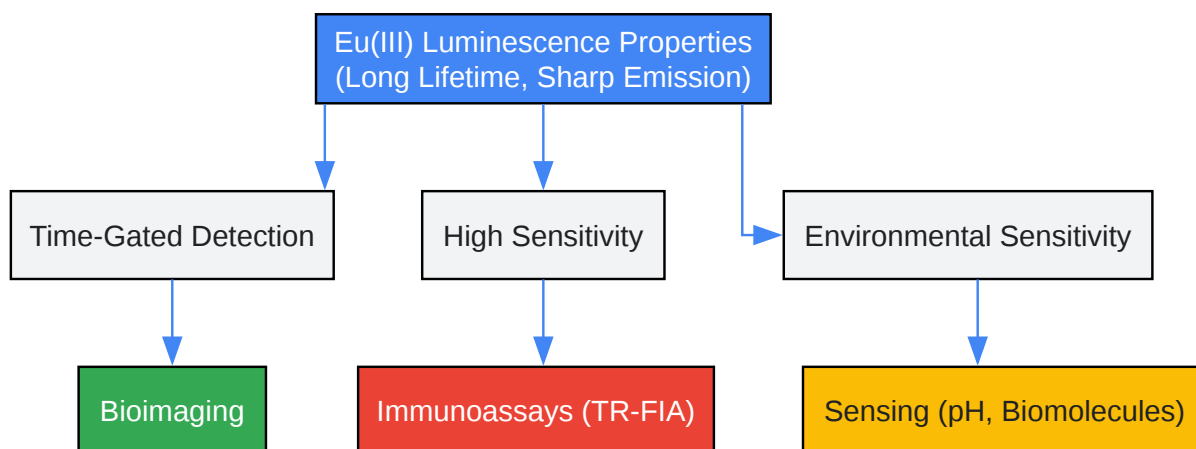 Eu(III) Luminescence Properties
(Long Lifetime, Sharp Emission)
Time-Gated Detection
High Sensitivity
Environmental Sensitivity
Bioimaging
Immunoassays (TR-FIA)
Sensing (pH, Biomolecules)